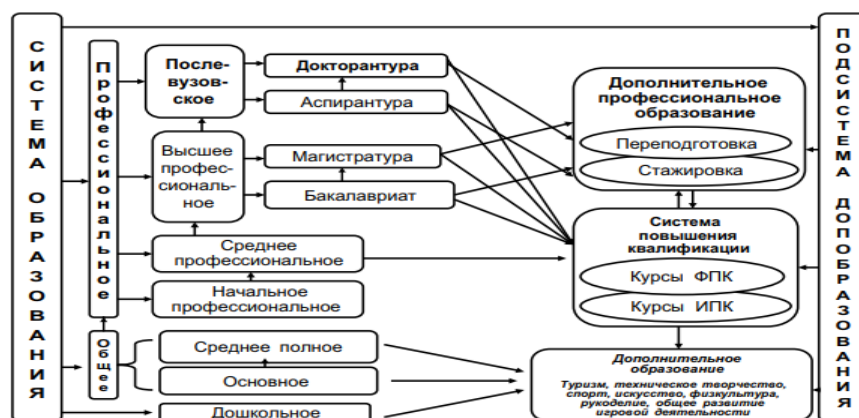 СИСТЕМА ОБРАЗОВАНИЯ
Профессиональное
Общее
После-
вузов-
ское
Докторантура
Аспирантура
Высшее
профес-
сиональ-
ное
Магистратура
Бакалавриат
Среднее
профессиональное
Начальное
профессиональное
Среднее полное
Основное
Дошкольное
Дополнительное
профессиональное
образование
Переподготовка
Стажировка
Система
повышения
квалификации
Курсы ФПК
Курсы ИПК
Дополнительное
образование
Туризм, техническое творчество,
спорт, искусство, физкультура,
рукоделие, общее развитие
игровой деятельности
ПОДСИСТЕМА ДОПОБРАЗОВАНИЯ